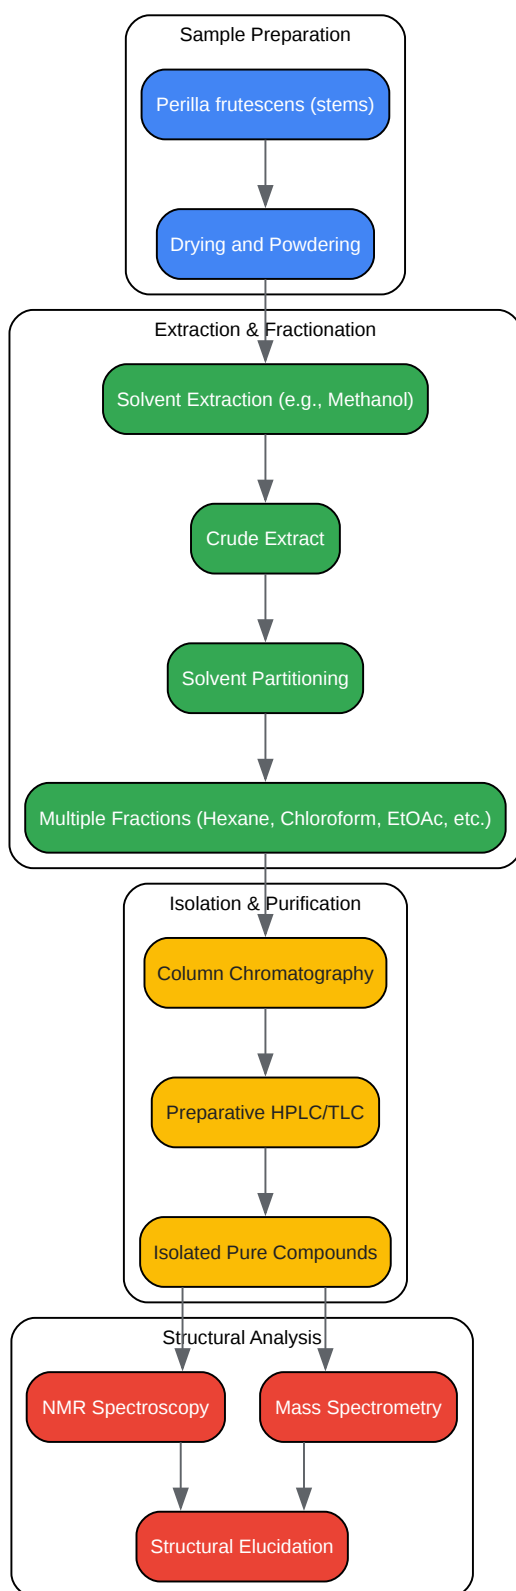 Sample Preparation
Perilla frutescens (stems)
Drying and Powdering
Extraction & Fractionation
Solvent Extraction (e.g., Methanol)
Crude Extract
Solvent Partitioning
Multiple Fractions (Hexane, Chloroform, EtOAc, etc.)
Isolation & Purification
Column Chromatography
Preparative HPLC/TLC
Isolated Pure Compounds
Structural Analysis
NMR Spectroscopy
Mass Spectrometry
Structural Elucidation